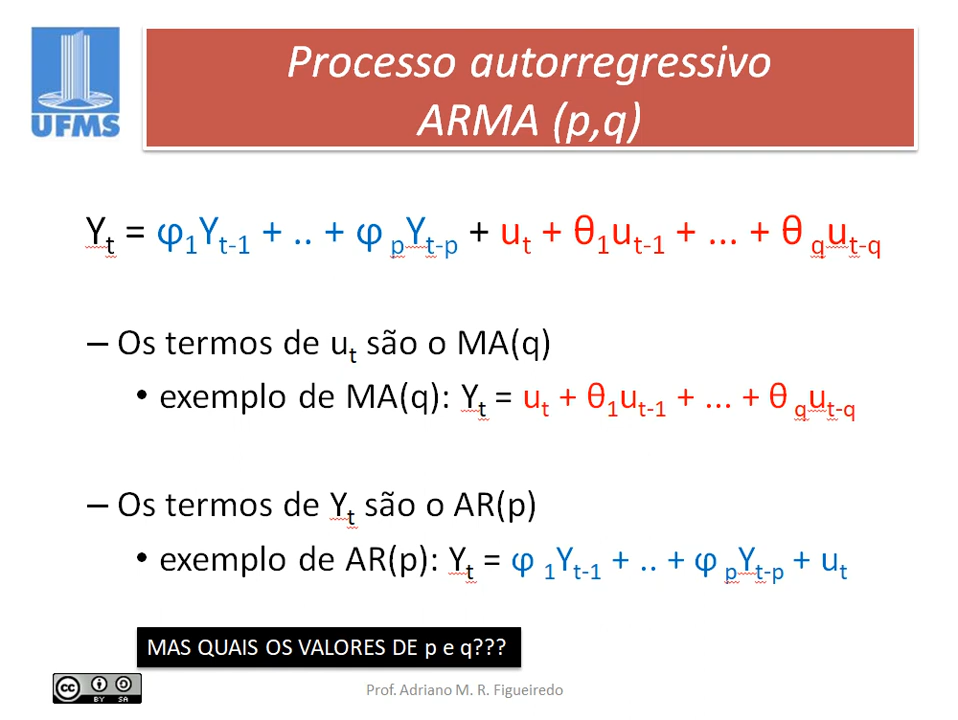 UFMS
Processo autorregressivo
ARMA (p,q)
Yt = φ1Yt-1 + .. + φ pYt-p + ut + θ1ut-1 + ... + θ qut-q
– Os termos de ut são o MA(q)
• exemplo de MA(q): Yt = ut + θ1ut-1 + ... + θ qut-q
– Os termos de Yt são o AR(p)
• exemplo de AR(p): Yt = φ 1Yt-1 + .. + φ pYt-p + ut
MAS QUAIS OS VALORES DE p e q???
cc BY SA
Prof. Adriano M. R. Figueiredo